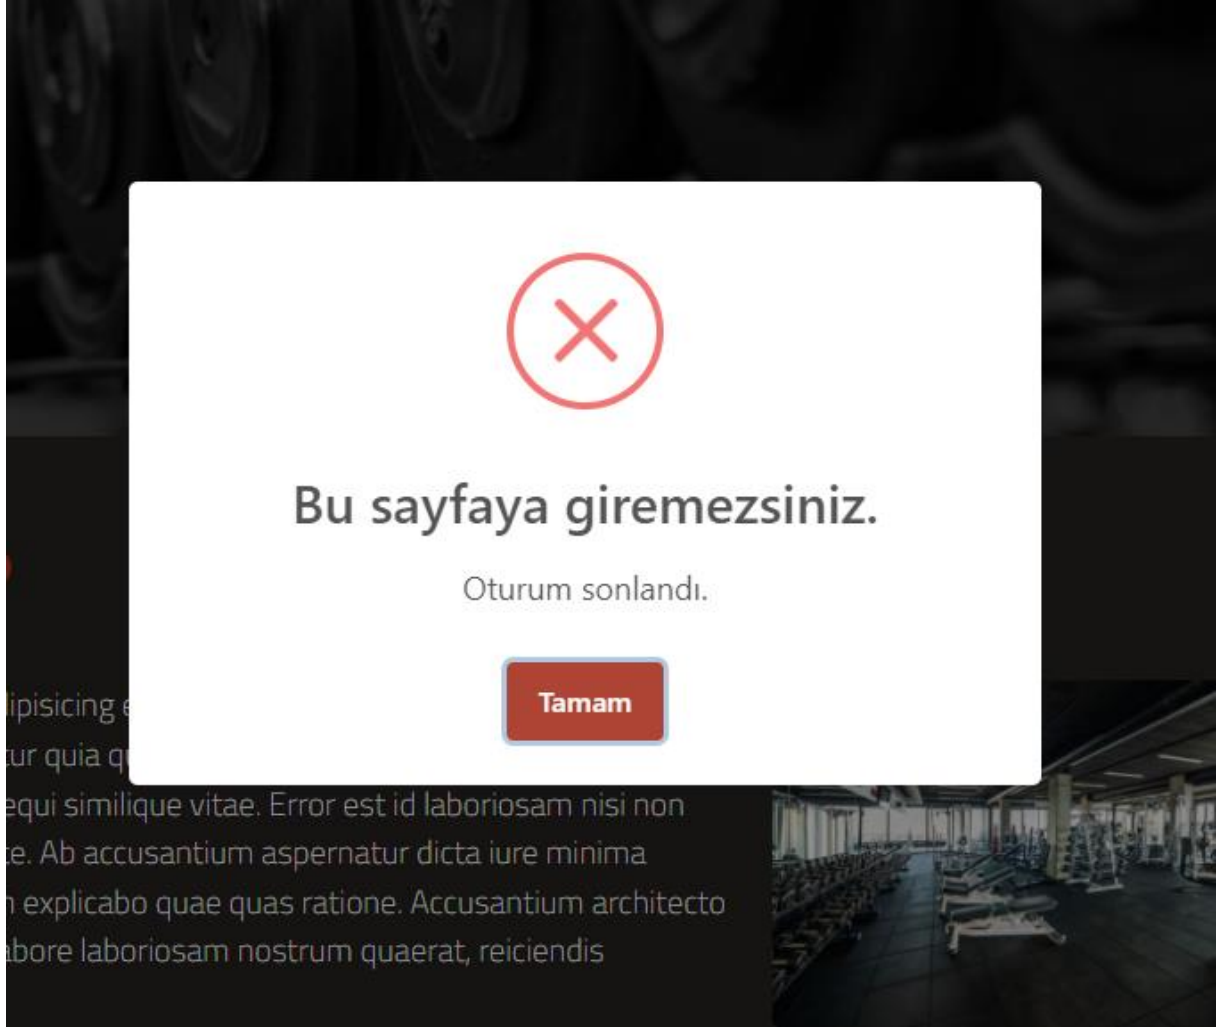 Bu sayfaya giremezsiniz.
Oturum sonlandı.
Tamam
lipisicing
tur quia
equi similique vitae. Error est id laboriosam nisi non
te. Ab accusantium aspernatur dicta iure minima
explicabo quae quas ratione. Accusantium architecto
abore laboriosam nostrum quaerat, reiciendis